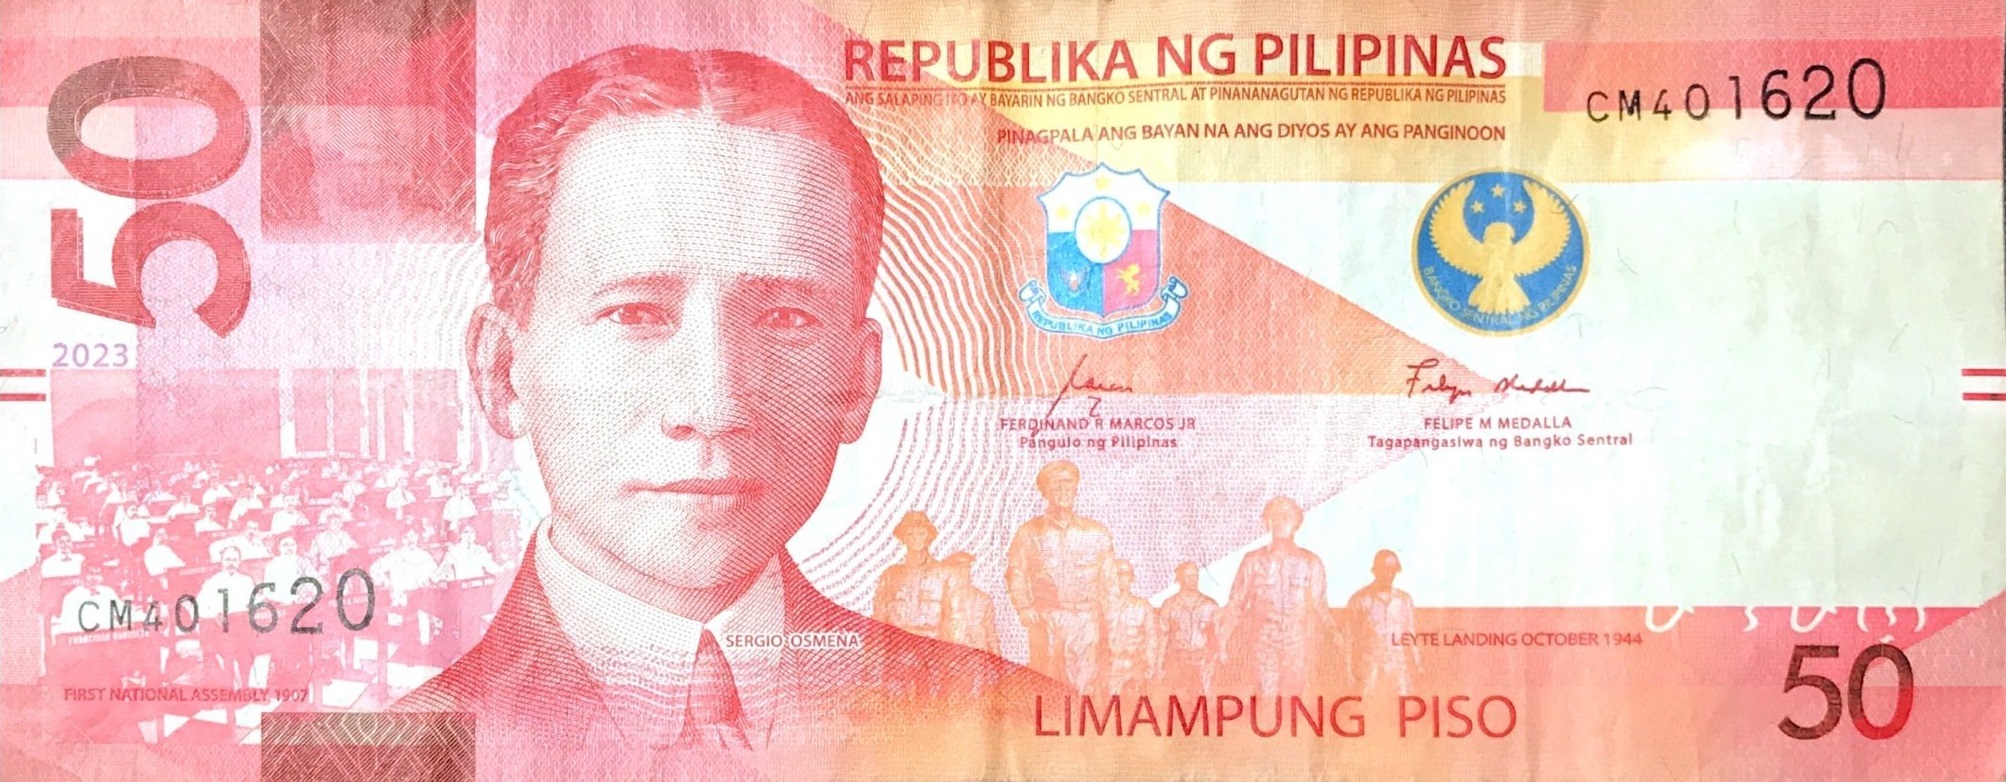 50
REPUBLIKA NG PILIPINAS
ANG SALAPING ITO AY BAYARIN NG BANGKO SENTRAL AT PINANANAGUTAN NG REPUBLIKA NG PILIPINAS
PINAGPALA ANG BAYAN NA ANG DIYOS AY ANG PANGINOON
CM401620
REPUBLIKA NG PILIPINAS
BANGKO SENTRAL NG PILIPINAS
2023
FERDINAND R MARCOS JR
Pangulo ng Pilipinas
FELIPE M MEDALLA
Tagapangasiwa ng Bangko Sentral
CM401620
SERGIO OSMEÑA
LEYTE LANDING OCTOBER 1944
FIRST NATIONAL ASSEMBLY 1907
LIMAMPUNG PISO
50